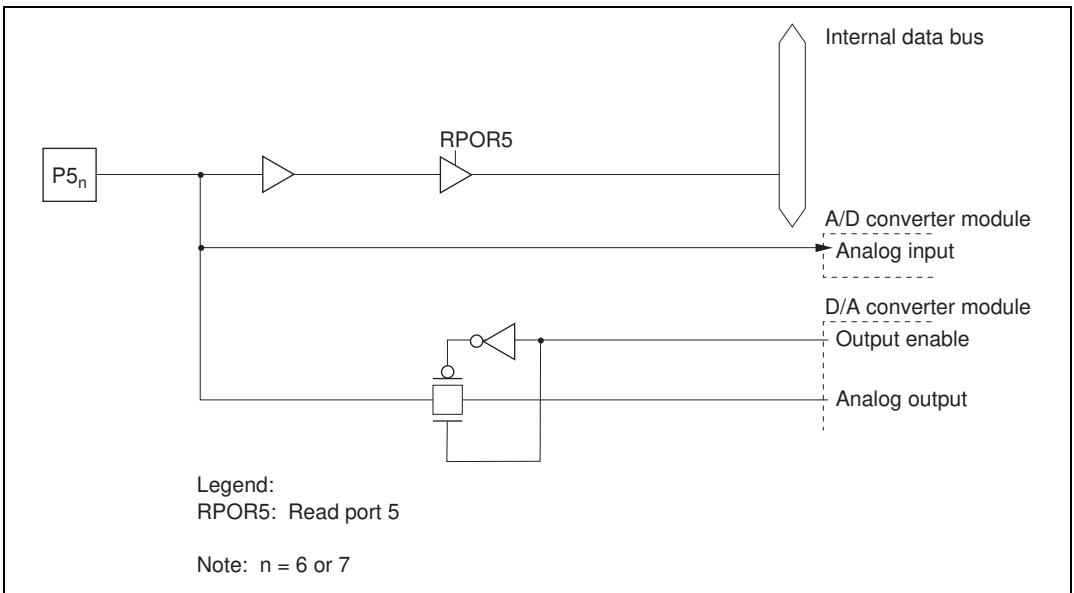 Internal data bus
RPOR5
P5n
A/D converter module
Analog input
D/A converter module
Output enable
Analog output
Legend:
RPOR5: Read port 5
Note: n = 6 or 7